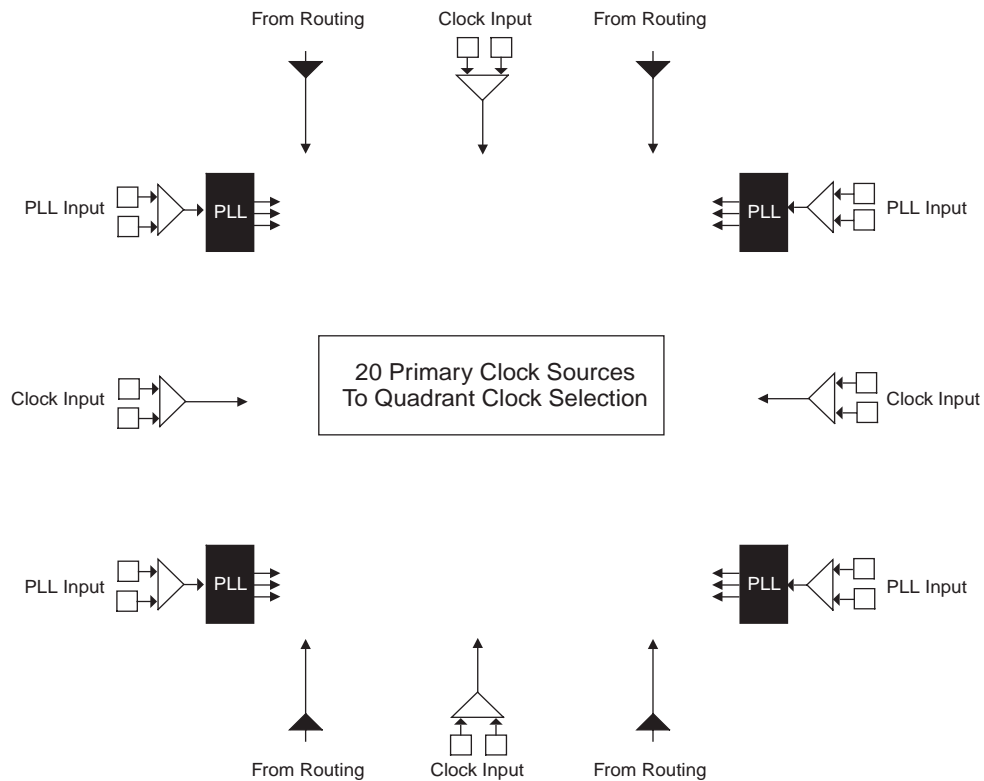 From Routing
Clock Input
From Routing
PLL Input
PLL
PLL
PLL Input
Clock Input
20 Primary Clock Sources
To Quadrant Clock Selection
Clock Input
PLL Input
PLL
PLL
PLL Input
From Routing
Clock Input
From Routing